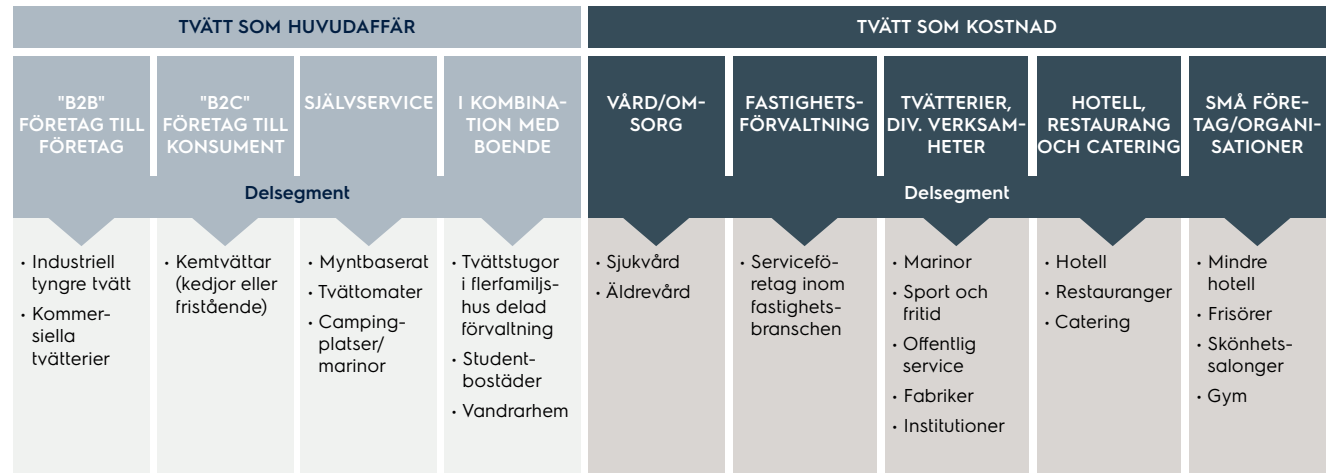 TVÄTT SOM HUVUDAFFÄR
"B2B"
FÖRETAG TILL
FÖRETAG
"B2C"
FÖRETAG TILL
KONSUMENT
SJÄLVSERVICE
I KOMBINA-
TION MED
BOENDE
Delsegment
• Industriell
tyngre tvätt
• Kommer-
siella
tvätterier
• Kemtvättar
(kedjor eller
fristående)
• Myntbaserat
• Tvättomater
• Camping-
platser/
marinor
• Tvättstugor
i flerfamiljs-
hus delad
förvaltning
• Student-
bostäder
• Vandrarhem
TVÄTT SOM KOSTNAD
VÅRD/OM-
SORG
FASTIGHETS-
FÖRVALTNING
TVÄTTERIER,
DIV. VERKSAM-
HETER
HOTELL,
RESTAURANG
OCH CATERING
SMÅ FÖRE-
TAG/ORGANI-
SATIONER
Delsegment
• Sjukvård
• Äldrevård
• Servicefö-
retag inom
fastighets-
branschen
• Marinor
• Sport och
fritid
• Offentlig
service
• Fabriker
• Institutioner
• Hotell
• Restauranger
• Catering
• Mindre
hotell
• Frisörer
• Skönhets-
salonger
• Gym